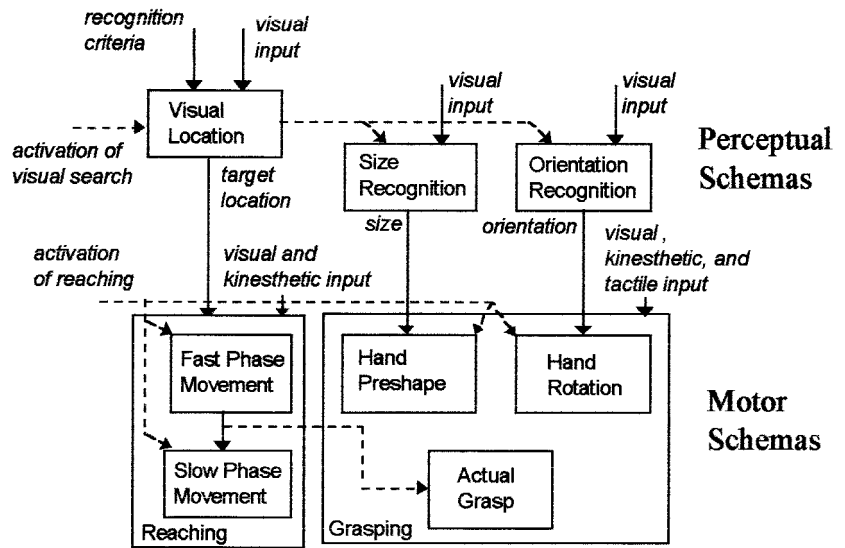 recognition
criteria
visual
input
visual
input
visual
input
Visual
Location
activation of
visual search
target
location
Size
Recognition
Orientation
Recognition
Perceptual
Schemas
size
orientation
activation
of reaching
visual and
kinesthetic input
visual ,
kinesthetic, and
tactile input
Fast Phase
Movement
Hand
Preshape
Hand
Rotation
Motor
Schemas
Slow Phase
Movement
Actual
Grasp
Reaching
Grasping